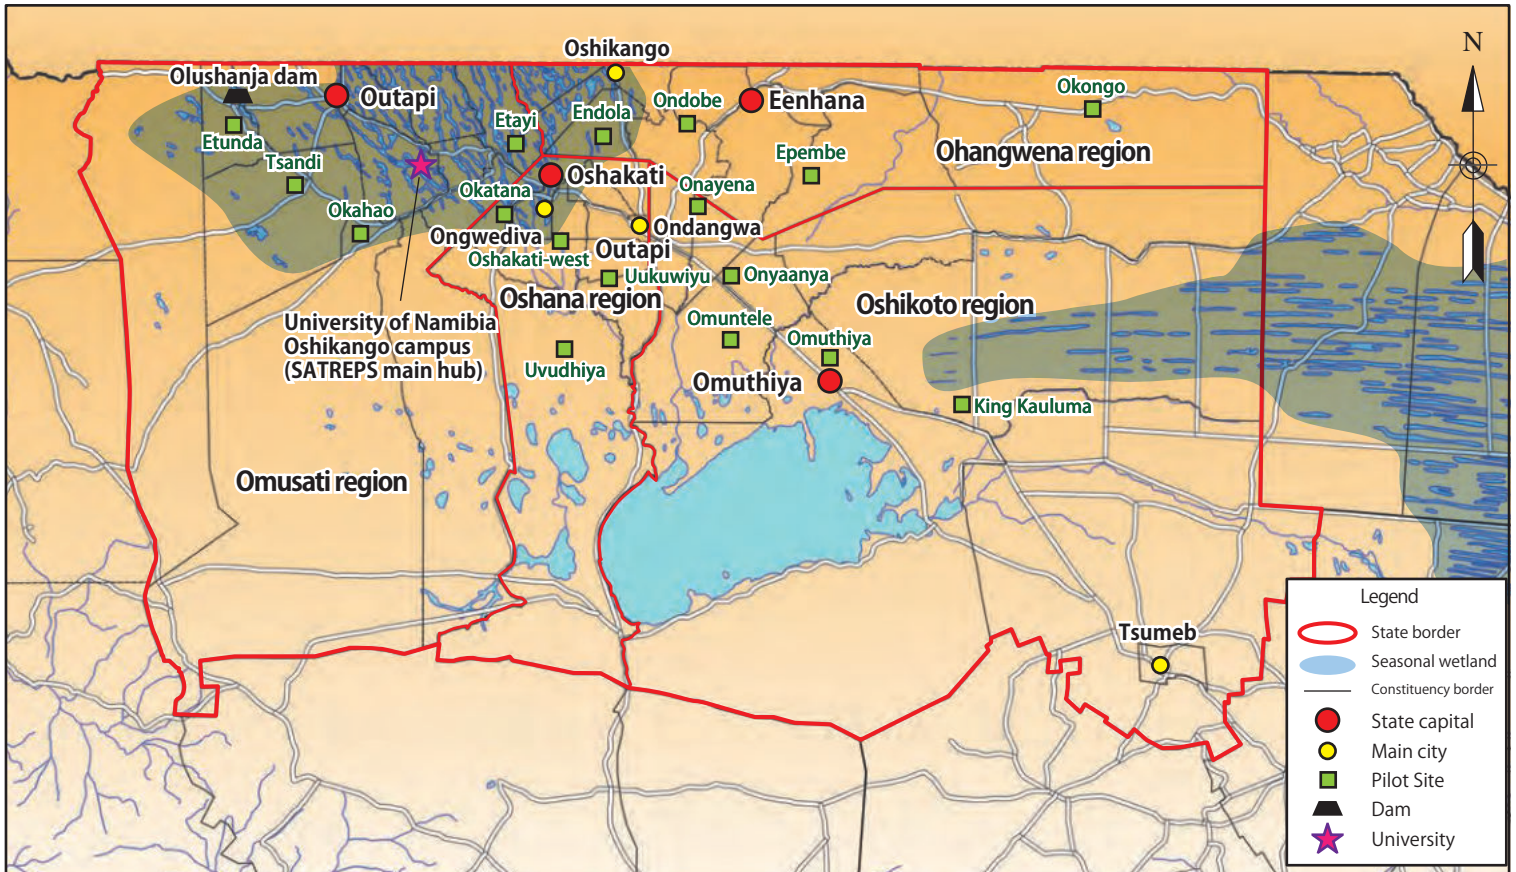 Oshikango
N
Olushanja dam
Outapi
Eenhana
Okongo
Ondobe
Endola
Etayi
Etunda
Tsandi
Epembe
Ohangwena region
Oshakati
Okatana
Onayena
Okahao
Ongwediva
Ondangwa
Outapi
Oshakati-west
Uukuwiyu
Onyaanya
Oshana region
Oshikoto region
University of Namibia
Oshikango campus
(SATREPS main hub)
Omuntele
Omuthiya
Uvudhiya
Omuthiya
King Kauluma
Omusati region
Tsumeb
Legend
State border
Seasonal wetland
Constituency border
State capital
Main city
Pilot Site
Dam
University